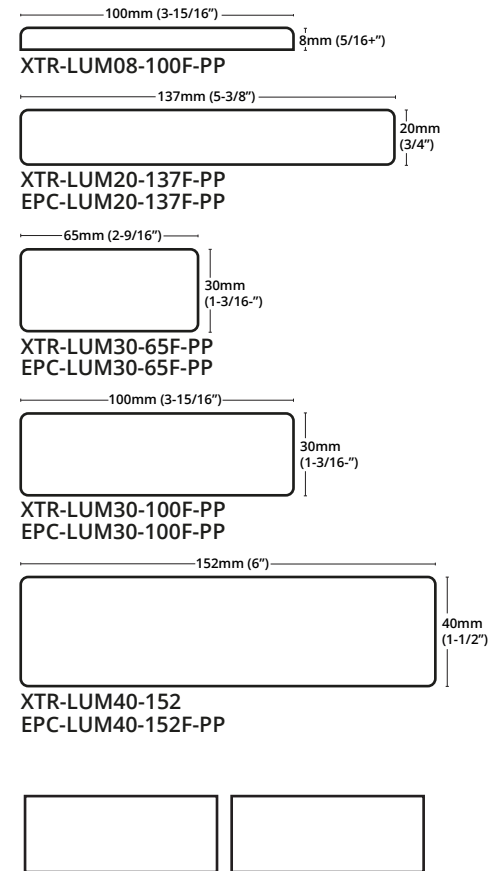 100mm (3-15/16”)
8mm (5/16+”)
XTR-LUM08-100F-PP
137mm (5-3/8”)
20mm
(3/4”)
XTR-LUM20-137F-PP
EPC-LUM20-137F-PP
65mm (2-9/16”)
30mm
(1-3/16-”)
XTR-LUM30-65F-PP
EPC-LUM30-65F-PP
100mm (3-15/16”)
30mm
(1-3/16-”)
XTR-LUM30-100F-PP
EPC-LUM30-100F-PP
152mm (6”)
40mm
(1-1/2”)
XTR-LUM40-152
EPC-LUM40-152F-PP